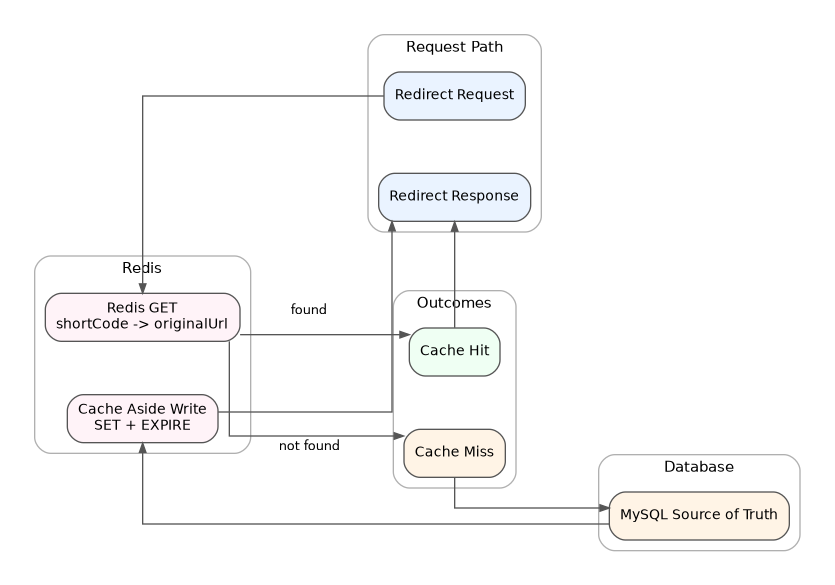 Request Path
Redirect Request
Redirect Response
Redis
Redis GET
shortCode -> originalUrl
found
Outcomes
Cache Hit
Cache Aside Write
SET + EXPIRE
not found
Cache Miss
Database
MySQL Source of Truth